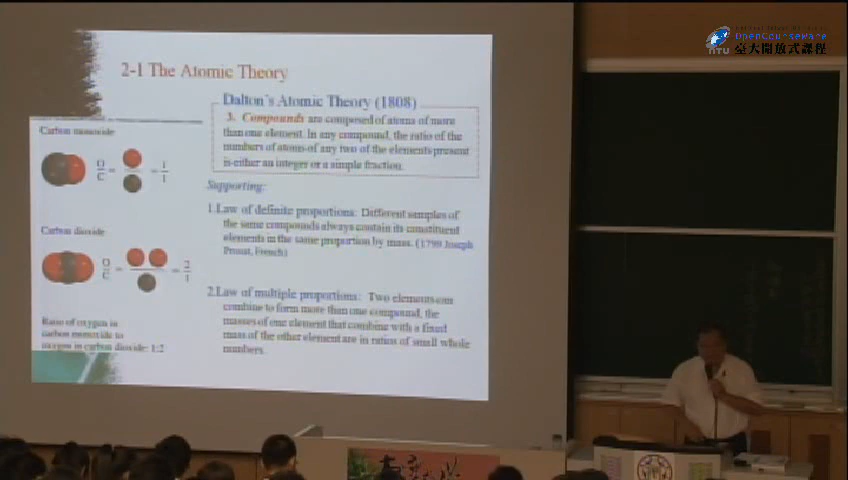 OpenCourseware
NTU 臺大開放式課程
2-1 The Atomic Theory
Dalton's Atomic Theory (1808)
3. Compounds are composed of atoms of more
than one element. In any compound, the ratio of the
numbers of atoms of any two of the elements present
is either an integer or a simple fraction.
Supporting:
1.Law of definite proportions: Different samples of
the same compounds always contain its constituent
elements in the same proportion by mass. (1799 Joseph
Proust, French)
2.Law of multiple proportions: Two elements can
combine to form more than one compound, the
masses of one element that combine with a fixed
mass of the other element are in ratios of small whole
numbers.
Carbon monoxide
O/C = = 1/1
Carbon dioxide
O/C = = 2/1
Ratio of oxygen in
carbon monoxide to
oxygen in carbon dioxide: 1:2